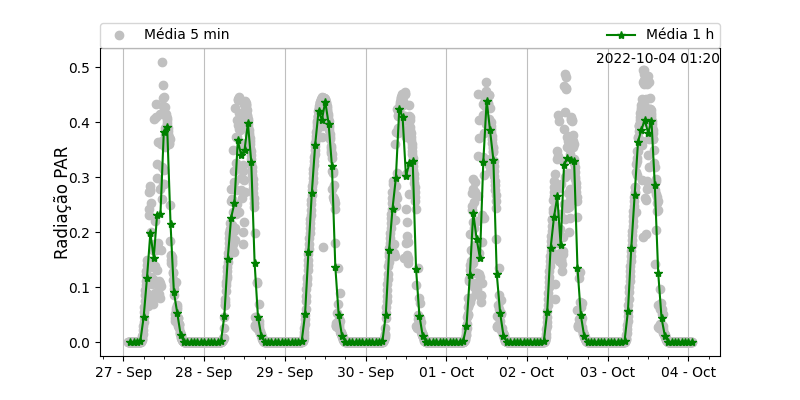 Média 5 min
Média 1 h
2022-10-04 01:20
Radiação PAR
0.5
0.4
0.3
0.2
0.1
0.0
27 - Sep
28 - Sep
29 - Sep
30 - Sep
01 - Oct
02 - Oct
03 - Oct
04 - Oct